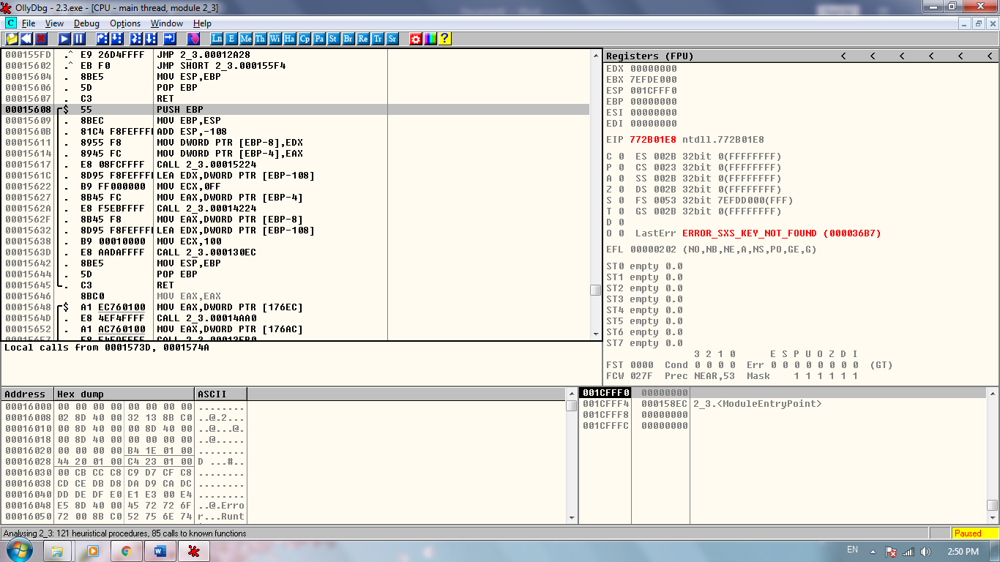 OllyDbg - 2.3.exe - [CPU - main thread, module 2_3]
C File View Debug Options Window Help
Ln E Me Th Wi Ha Cp Pa St Br Re Tr Sr ?
000155FD .^ E9 26D4FFFF JMP 2_3.00012A28
00015602 .^ EB F0 JMP SHORT 2_3.000155F4
00015604 . 8BE5 MOV ESP,EBP
00015606 . 5D POP EBP
00015607 . C3 RET
00015608 $ 55 PUSH EBP
00015609 . 8BEC MOV EBP,ESP
0001560B . 81C4 F8FEFFFF ADD ESP,-108
00015611 . 8955 F8 MOV DWORD PTR [EBP-8],EDX
00015614 . 8945 FC MOV DWORD PTR [EBP-4],EAX
00015617 . E8 08FCFFFF CALL 2_3.00015224
0001561C . 8D95 F8FEFFFF LEA EDX,DWORD PTR [EBP-108]
00015622 . B9 FF000000 MOV ECX,0FF
00015627 . 8B45 FC MOV EAX,DWORD PTR [EBP-4]
0001562A . E8 F5EBFFFF CALL 2_3.00014224
0001562F . 8B45 F8 MOV EAX,DWORD PTR [EBP-8]
00015632 . 8D95 F8FEFFFF LEA EDX,DWORD PTR [EBP-108]
00015638 . B9 00010000 MOV ECX,100
0001563D . E8 AADAFFFF CALL 2_3.000130EC
00015642 . 8BE5 MOV ESP,EBP
00015644 . 5D POP EBP
00015645 . C3 RET
00015646 8BC0 MOV EAX,EAX
00015648 $ A1 EC760100 MOV EAX,DWORD PTR [176EC]
0001564D . E8 4EF4FFFF CALL 2_3.00014AA0
00015652 . A1 AC760100 MOV EAX,DWORD PTR [176AC]
Local calls from 0001573D, 0001574A
Registers (FPU) < < < < < <
EDX 00000000
EBX 7EFDE000
ESP 001CFFF0
EBP 00000000
ESI 00000000
EDI 00000000
EIP 772B01E8 ntdll.772B01E8
C 0 ES 002B 32bit 0(FFFFFFFF)
P 0 CS 0023 32bit 0(FFFFFFFF)
A 0 SS 002B 32bit 0(FFFFFFFF)
Z 0 DS 002B 32bit 0(FFFFFFFF)
S 0 FS 0053 32bit 7EFDD000(FFF)
T 0 GS 002B 32bit 0(FFFFFFFF)
D 0
O 0 LastErr ERROR_SXS_KEY_NOT_FOUND (000036B7)
EFL 00000202 (NO,NB,NE,A,NS,PO,GE,G)
ST0 empty 0.0
ST1 empty 0.0
ST2 empty 0.0
ST3 empty 0.0
ST4 empty 0.0
ST5 empty 0.0
ST6 empty 0.0
ST7 empty 0.0
3 2 1 0 E S P U O Z D I
FST 0000 Cond 0 0 0 0 Err 0 0 0 0 0 0 0 0 (GT)
FCW 027F Prec NEAR,53 Mask 1 1 1 1 1 1
Address Hex dump ASCII
00016000 00 00 00 00 00 00 00 00 ........
00016008 02 8D 40 00 32 13 8B C0 ..@.2...
00016010 00 8D 40 00 00 8D 40 00 ..@...@.
00016018 00 8D 40 00 00 00 00 00 ..@.....
00016020 00 00 00 00 B4 1E 01 00 ........
00016028 44 20 01 00 C4 23 01 00 D ...#..
00016030 00 CB CC C8 C9 D7 CF C8 ........
00016038 CD CE DB D8 DA D9 CA DC ........
00016040 DD DE DF E0 E1 E3 00 E4 ........
00016048 E5 8D 40 00 45 72 72 6F ..@.Erro
00016050 72 00 8B C0 52 75 6E 74 r...Runt
001CFFF0 00000000
001CFFF4 000158EC 2_3.<ModuleEntryPoint>
001CFFF8 00000000
001CFFFC 00000000
Analysing 2_3: 121 heuristical procedures, 85 calls to known functions Paused
EN 2:50 PM